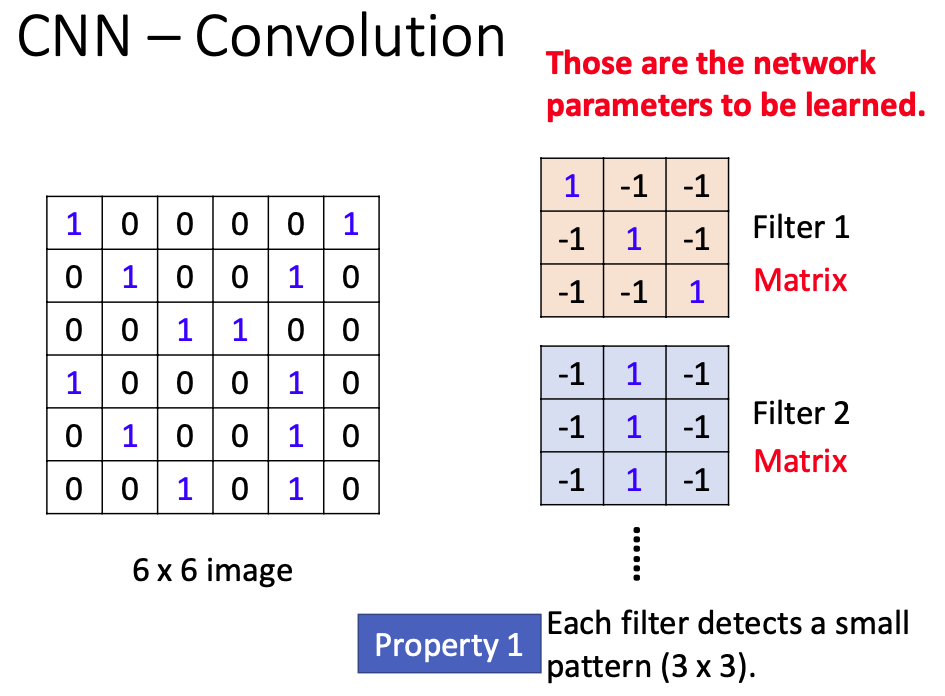 CNN – Convolution
Those are the network
parameters to be learned.
1 0 0 0 0 1
0 1 0 0 1 0
0 0 1 1 0 0
1 0 0 0 1 0
0 1 0 0 1 0
0 0 1 0 1 0
6 x 6 image
1 -1 -1
-1 1 -1
-1 -1 1
Filter 1
Matrix
-1 1 -1
-1 1 -1
-1 1 -1
Filter 2
Matrix
Property 1
Each filter detects a small
pattern (3 x 3).